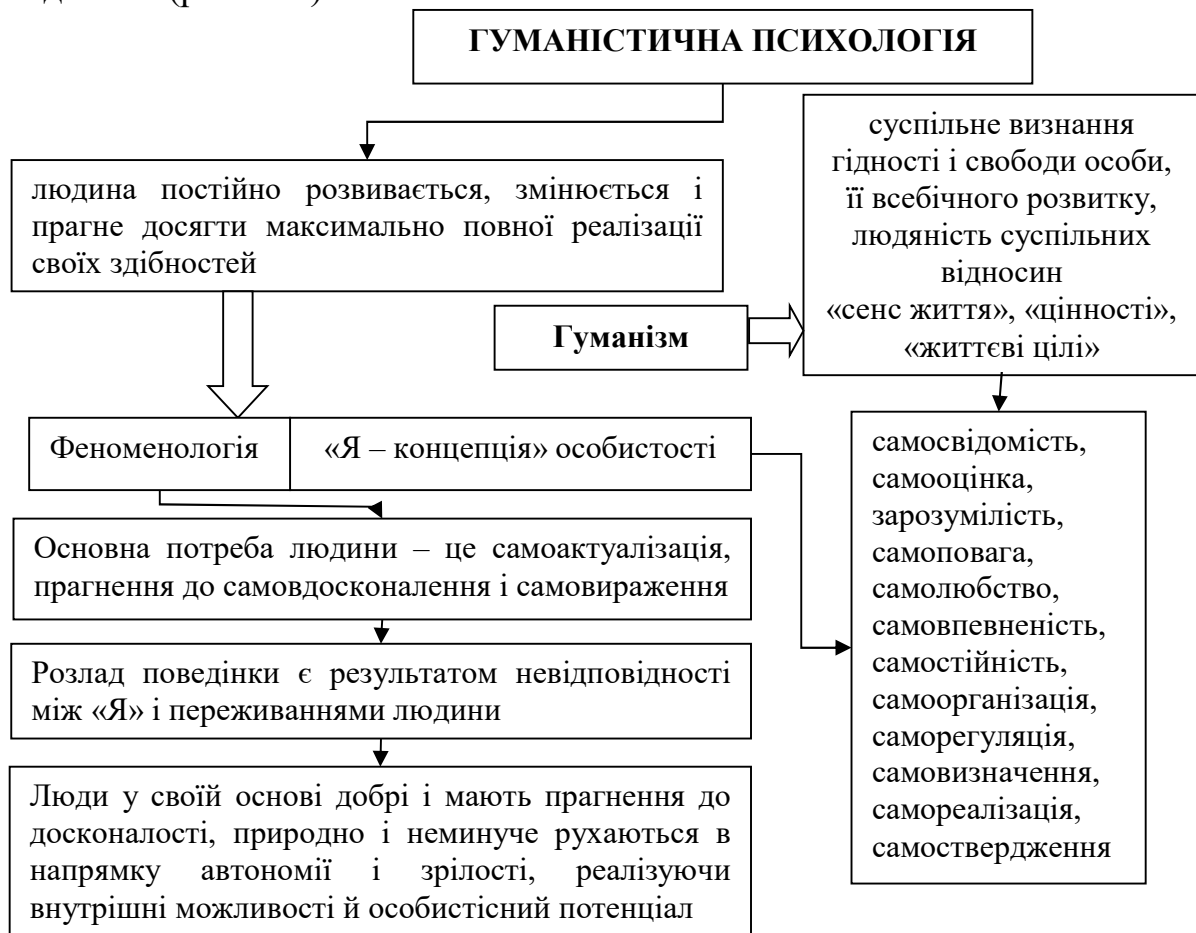 ГУМАНІСТИЧНА ПСИХОЛОГІЯ
людина постійно розвивається, змінюється і
прагне досягти максимально повної реалізації
своїх здібностей
суспільне визнання
гідності і свободи особи,
її всебічного розвитку,
людяність суспільних
відносин
«сенс життя», «цінності»,
«життєві цілі»
Гуманізм
Феноменологія
«Я – концепція» особистості
Основна потреба людини – це самоактуалізація,
прагнення до самовдосконалення і самовираження
Розлад поведінки є результатом невідповідності
між «Я» і переживаннями людини
Люди у своїй основі добрі і мають прагнення до
досконалості, природно і неминуче рухаються в
напрямку автономії і зрілості, реалізуючи
внутрішні можливості й особистісний потенціал
самосвідомість,
самооцінка,
зарозумілість,
самоповага,
самолюбство,
самовпевненість,
самостійність,
самоорганізація,
саморегуляція,
самовизначення,
самореалізація,
самоствердження